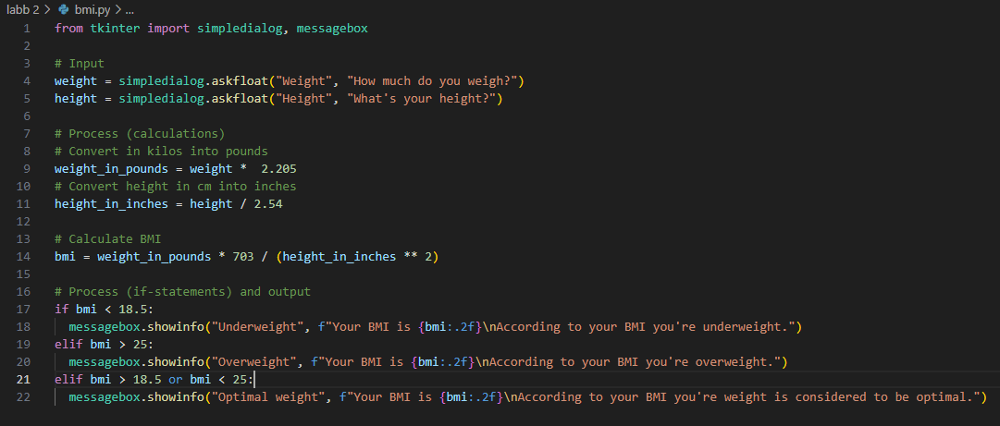 labb 2 > bmi.py > ...
1 from tkinter import simpledialog, messagebox
2
3 # Input
4 weight = simpledialog.askfloat("Weight", "How much do you weigh?")
5 height = simpledialog.askfloat("Height", "What's your height?")
6
7 # Process (calculations)
8 # Convert in kilos into pounds
9 weight_in_pounds = weight *  2.205
10 # Convert height in cm into inches
11 height_in_inches = height / 2.54
12
13 # Calculate BMI
14 bmi = weight_in_pounds * 703 / (height_in_inches ** 2)
15
16 # Process (if-statements) and output
17 if bmi < 18.5:
18   messagebox.showinfo("Underweight", f"Your BMI is {bmi:.2f}\nAccording to your BMI you're underweight.")
19 elif bmi > 25:
20   messagebox.showinfo("Overweight", f"Your BMI is {bmi:.2f}\nAccording to your BMI you're overweight.")
21 elif bmi > 18.5 or bmi < 25:
22   messagebox.showinfo("Optimal weight", f"Your BMI is {bmi:.2f}\nAccording to your BMI you're weight is considered to be optimal.")